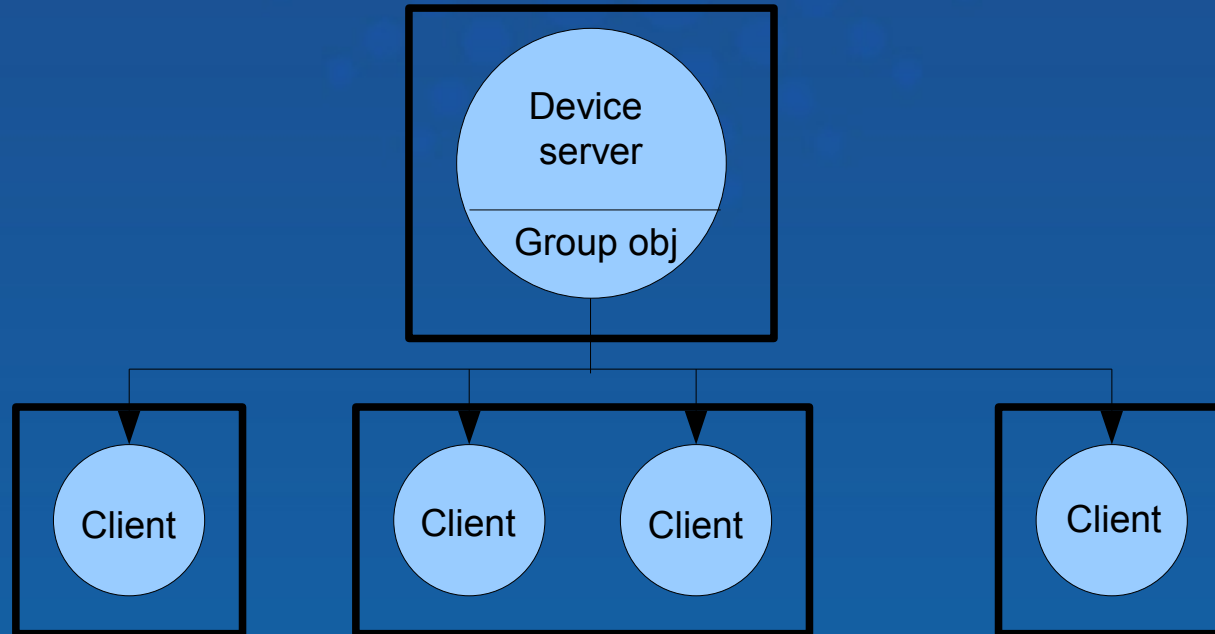 Device
server
Group obj
Client
Client
Client
Client